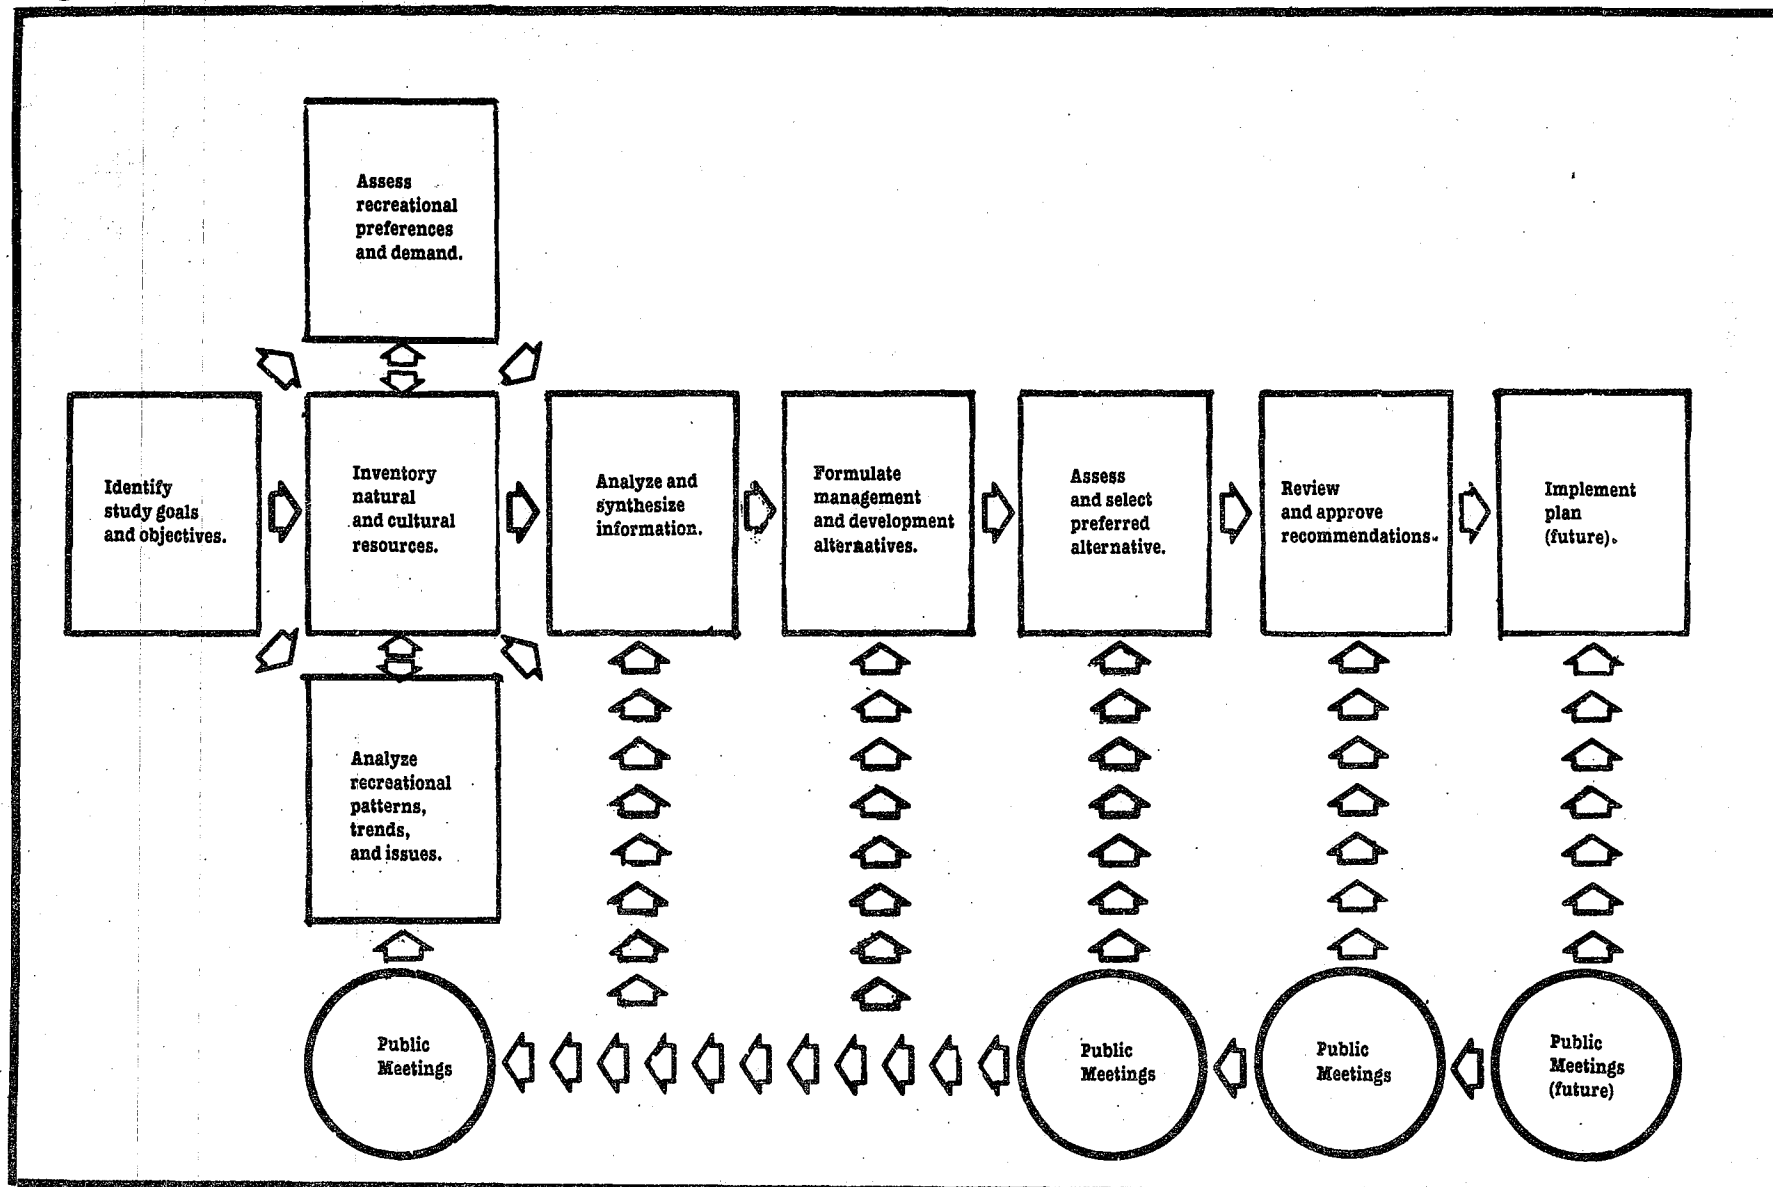 Assess
recreational
preferences
and demand.
Identify
study goals
and objectives.
Inventory
natural
and cultural
resources.
Analyze and
synthesize
information.
Formulate
management
and development
alternatives.
Assess
and select
preferred
alternative.
Review
and approve
recommendations.
Implement
plan
(future).
Analyze
recreational
patterns,
trends,
and issues.
Public
Meetings
Public
Meetings
Public
Meetings
Public
Meetings
(future)